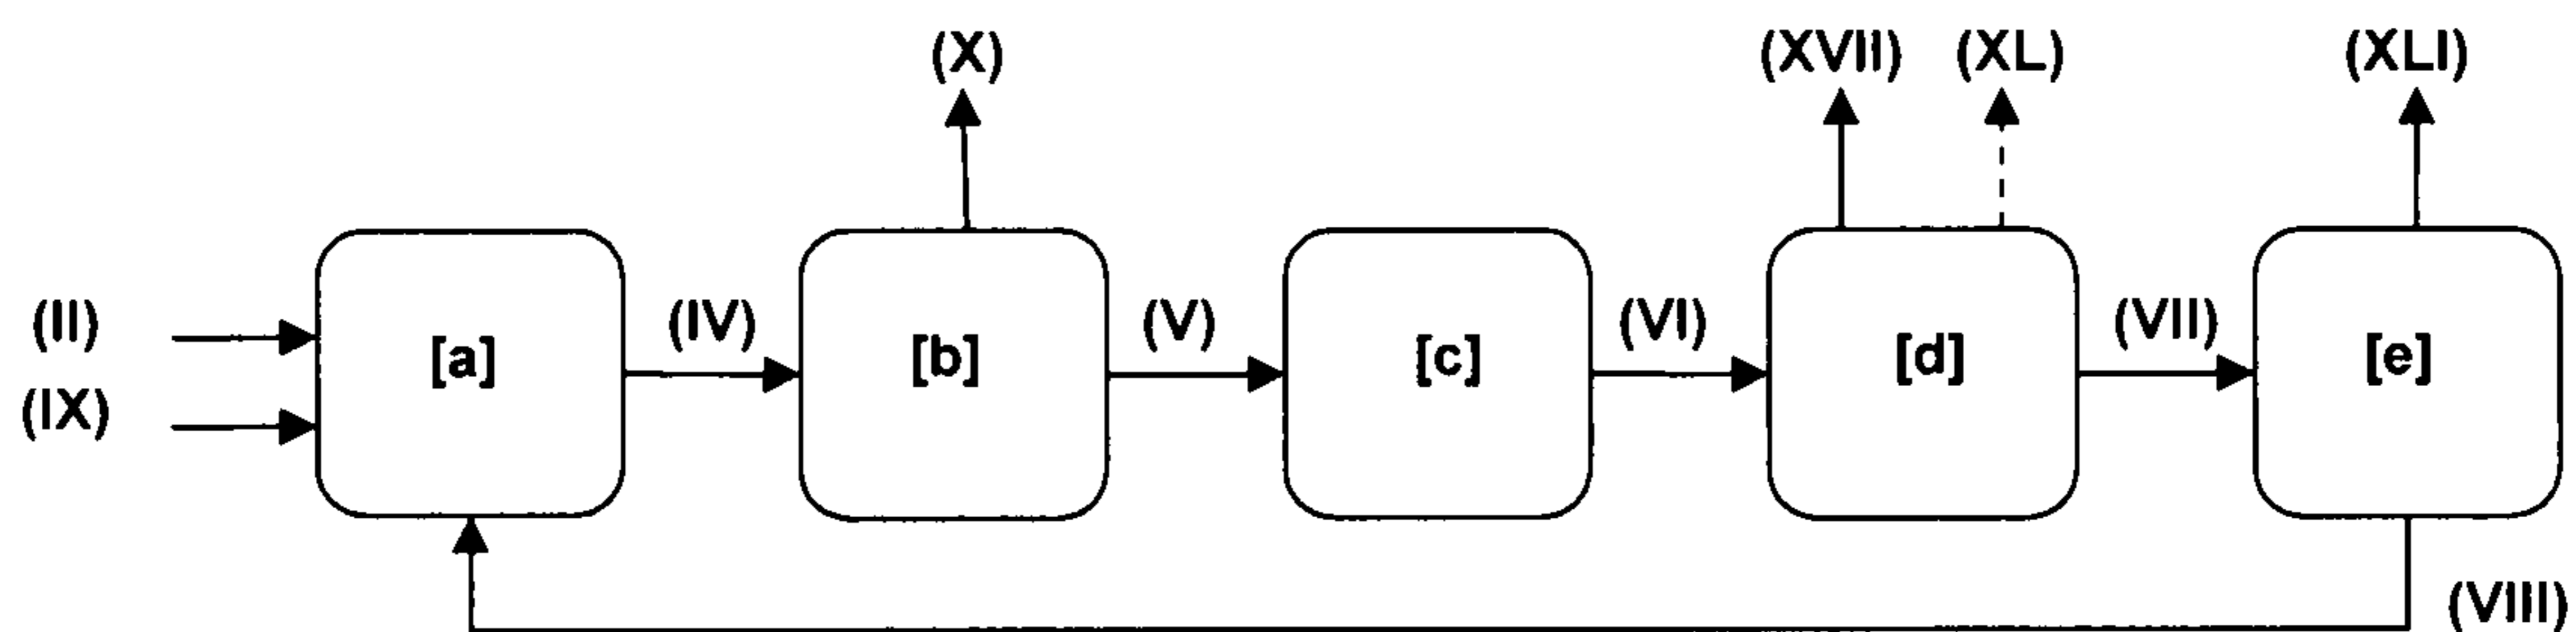 (X) (XVII) (XL) (XLI)
(II) (IV) (V) (VI) (VII)
[a] [b] [c] [d] [e]
(IX)
(VIII)